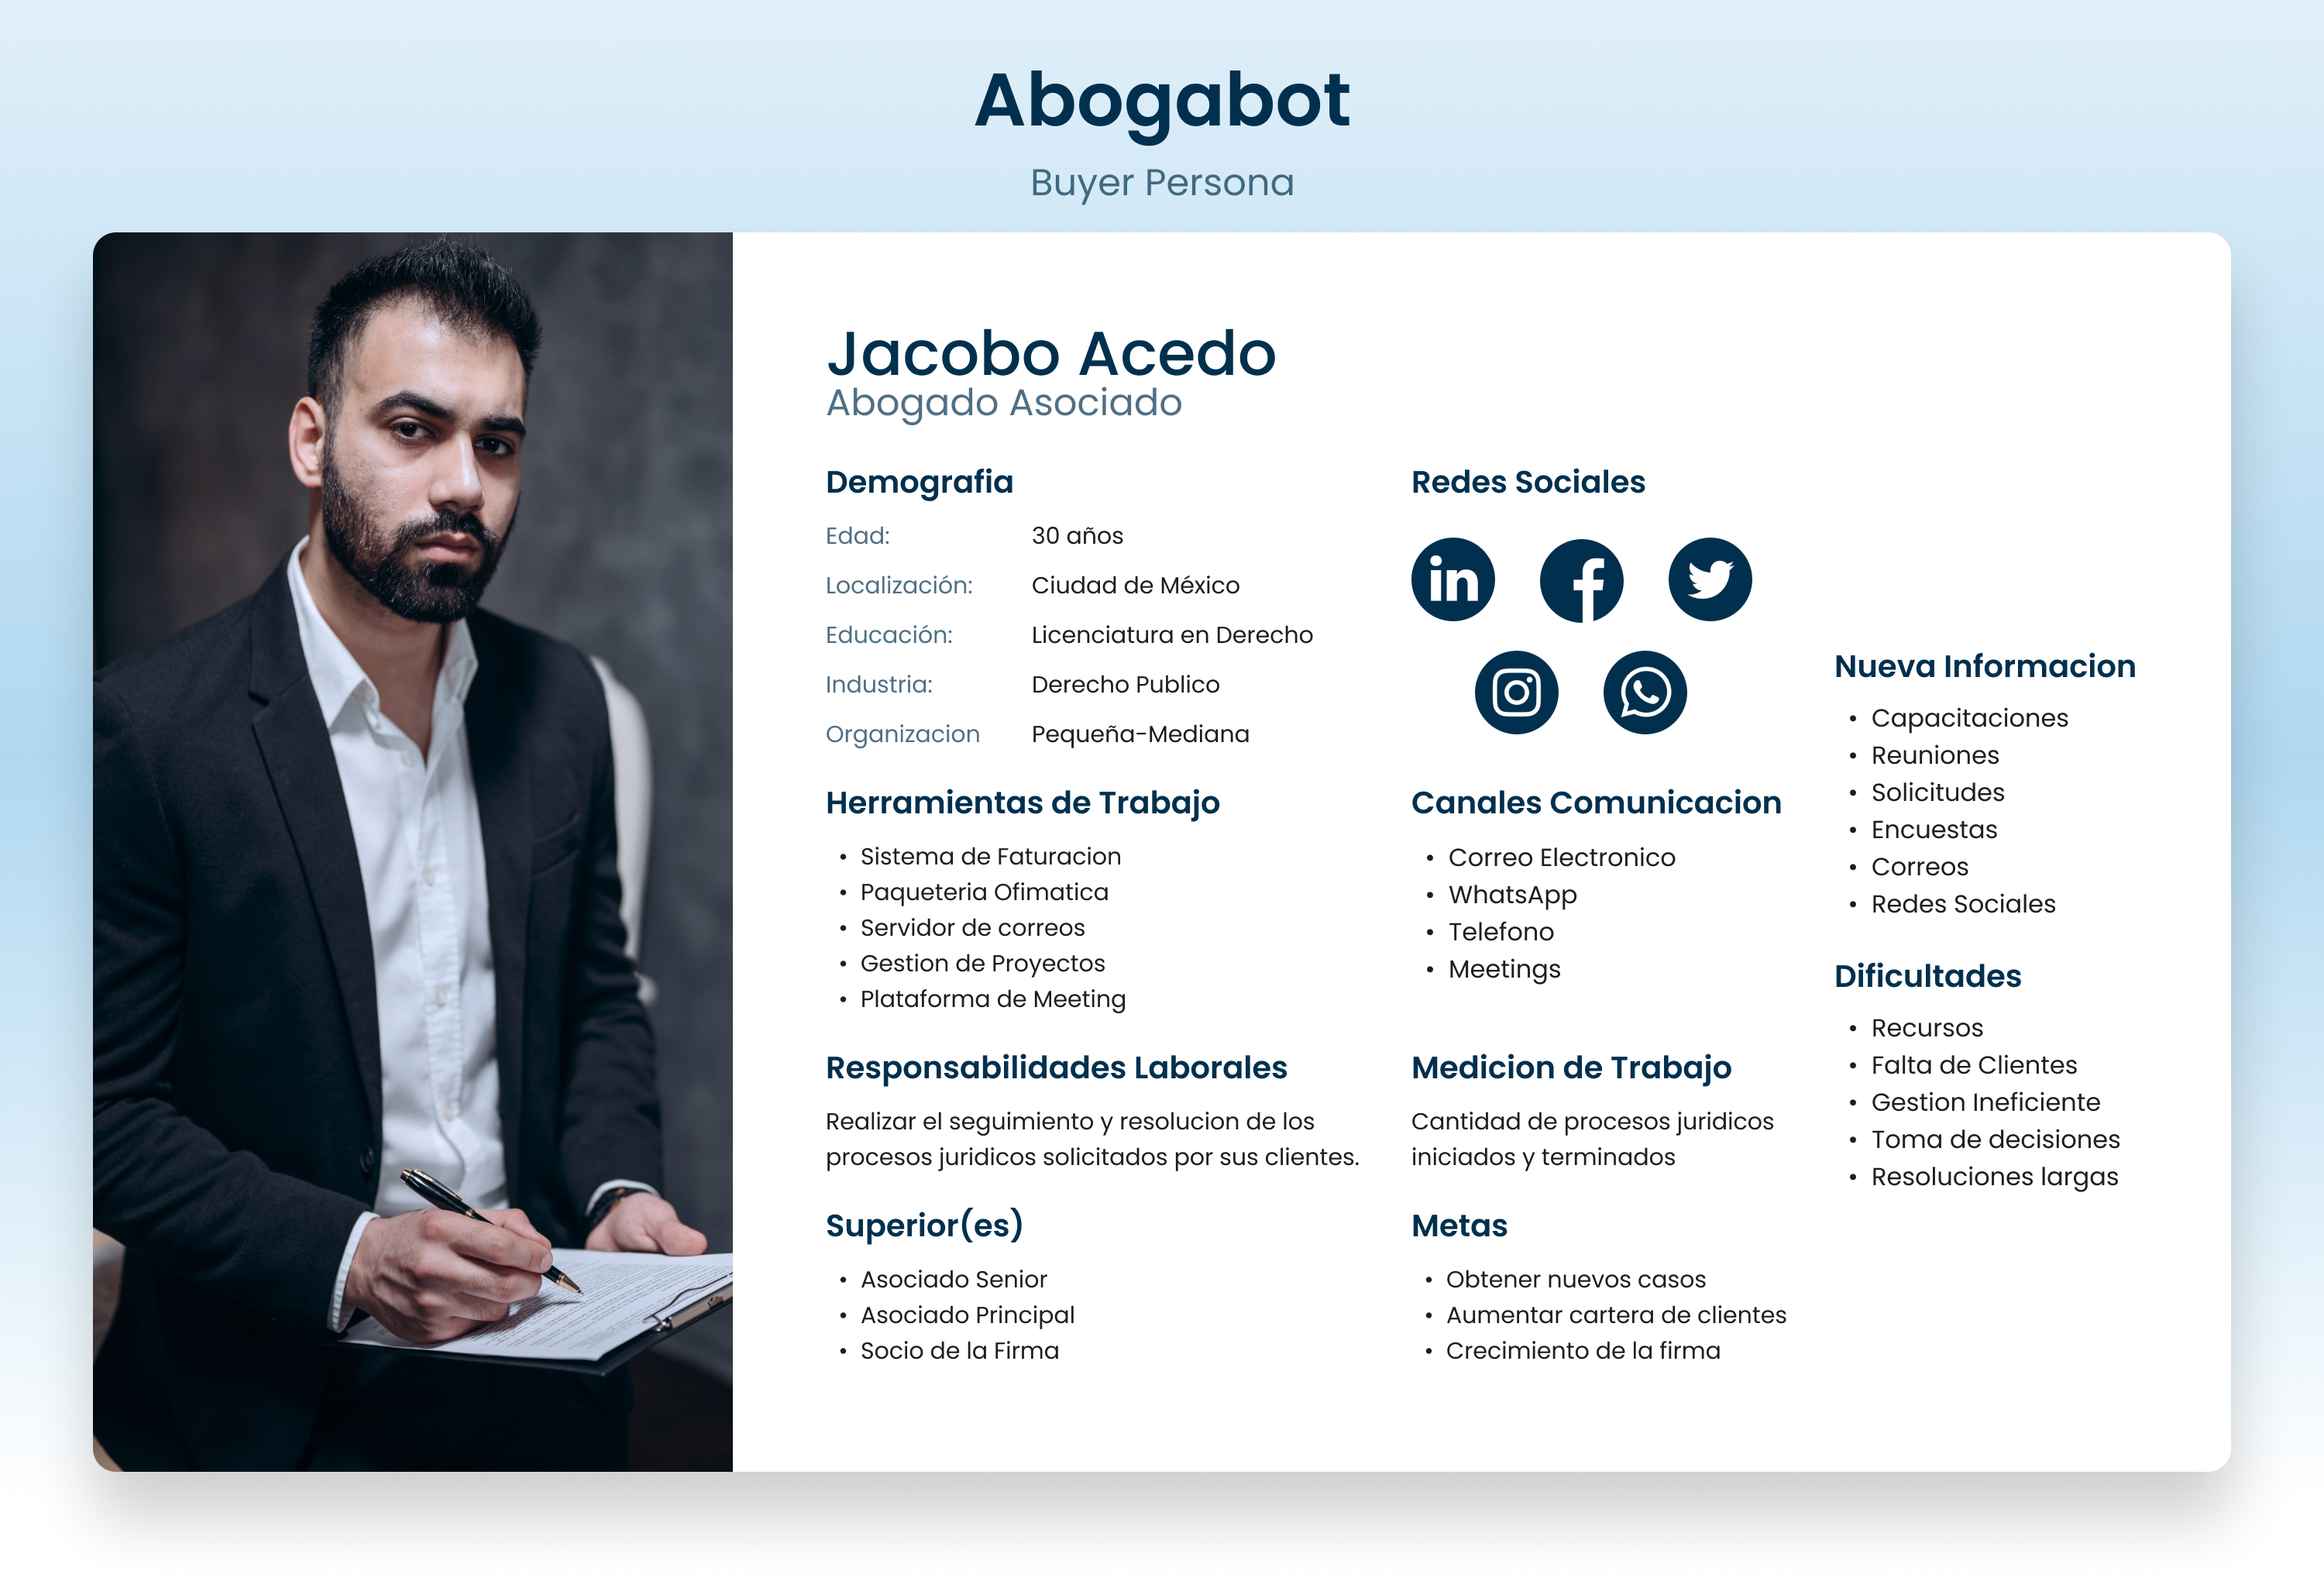 Abogabot
Buyer Persona
Jacobo Acedo
Abogado Asociado
Demografia
Edad: 30 años
Localización: Ciudad de México
Educación: Licenciatura en Derecho
Industria: Derecho Publico
Organizacion Pequeña-Mediana
Herramientas de Trabajo
• Sistema de Faturacion
• Paqueteria Ofimatica
• Servidor de correos
• Gestion de Proyectos
• Plataforma de Meeting
Responsabilidades Laborales
Realizar el seguimiento y resolucion de los
procesos juridicos solicitados por sus clientes.
Superior(es)
• Asociado Senior
• Asociado Principal
• Socio de la Firma
Redes Sociales
in
Canales Comunicacion
• Correo Electronico
• WhatsApp
• Telefono
• Meetings
Medicion de Trabajo
Cantidad de procesos juridicos
iniciados y terminados
Metas
• Obtener nuevos casos
• Aumentar cartera de clientes
• Crecimiento de la firma
Nueva Informacion
• Capacitaciones
• Reuniones
• Solicitudes
• Encuestas
• Correos
• Redes Sociales
Dificultades
• Recursos
• Falta de Clientes
• Gestion Ineficiente
• Toma de decisiones
• Resoluciones largas